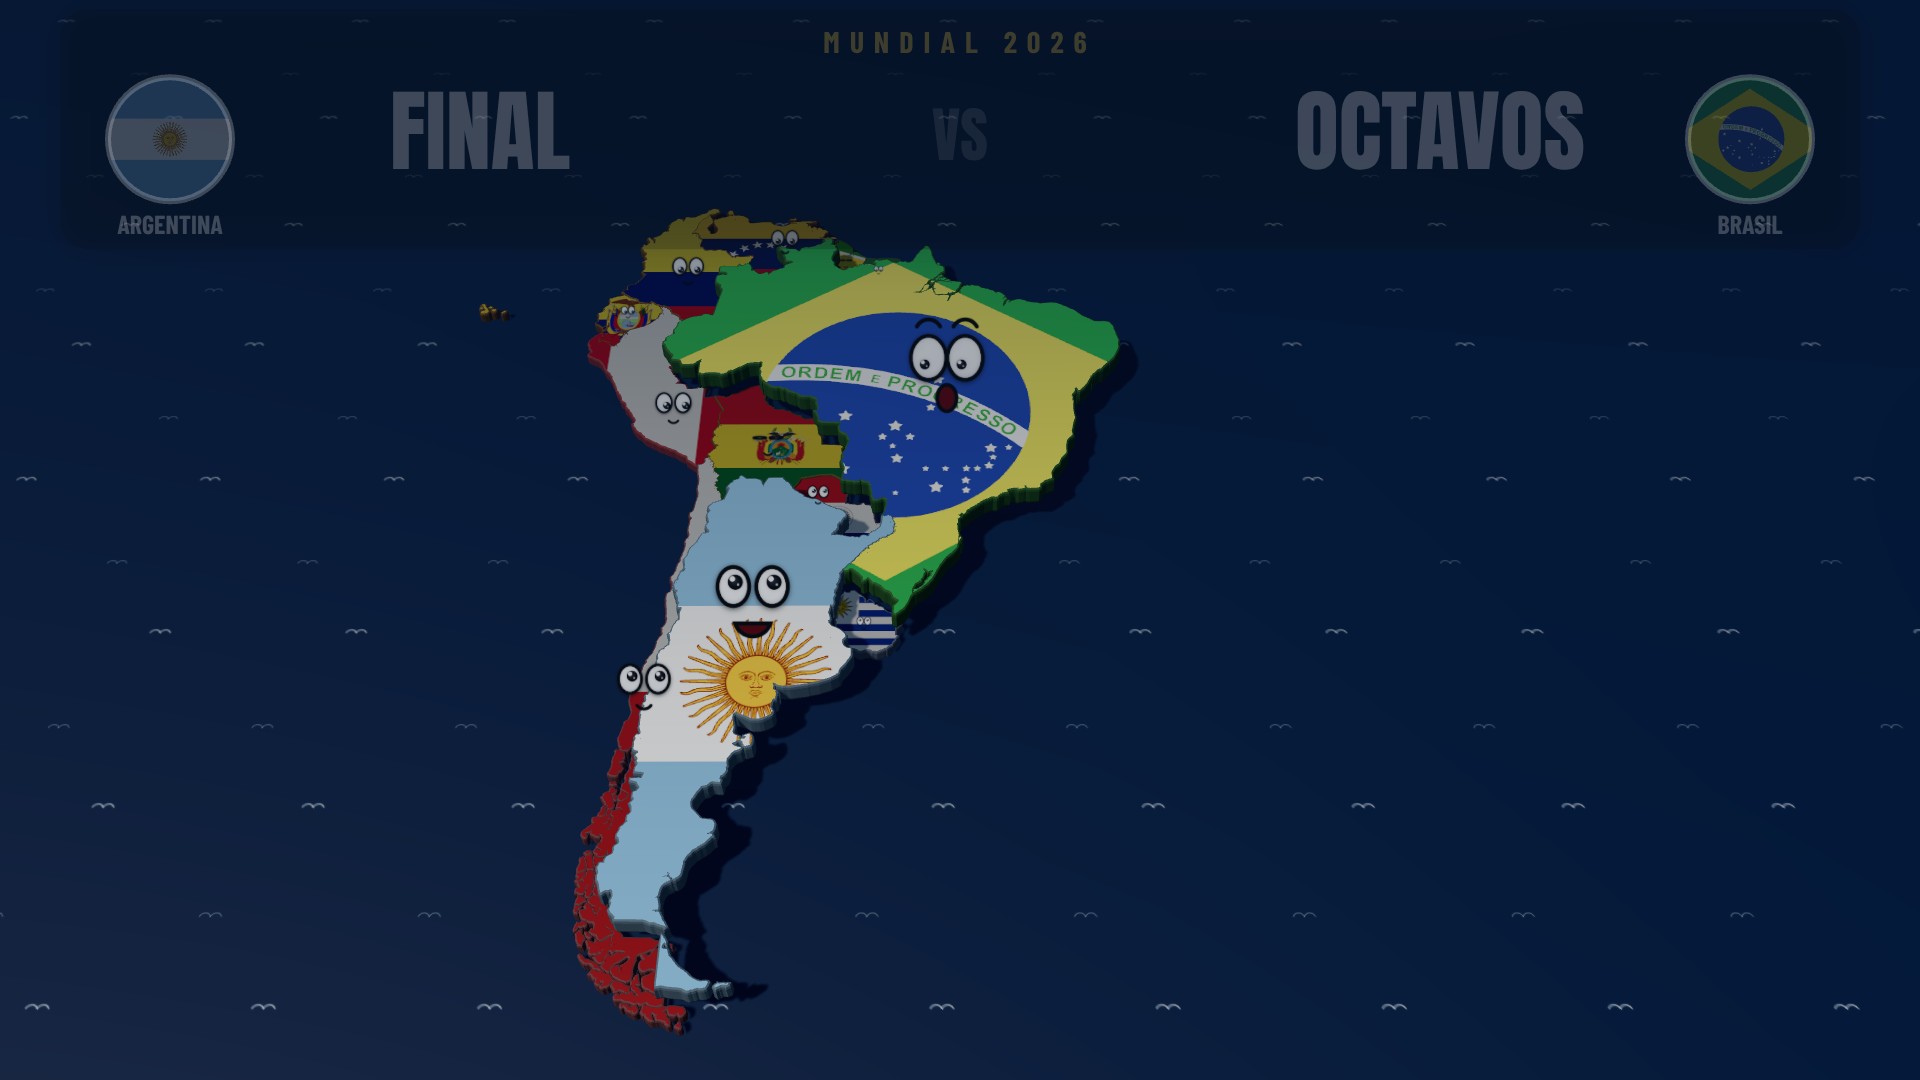 MUNDIAL 2026
FINAL
VS
OCTAVOS
ARGENTINA
BRASIL
ORDEM E PROGRESSO